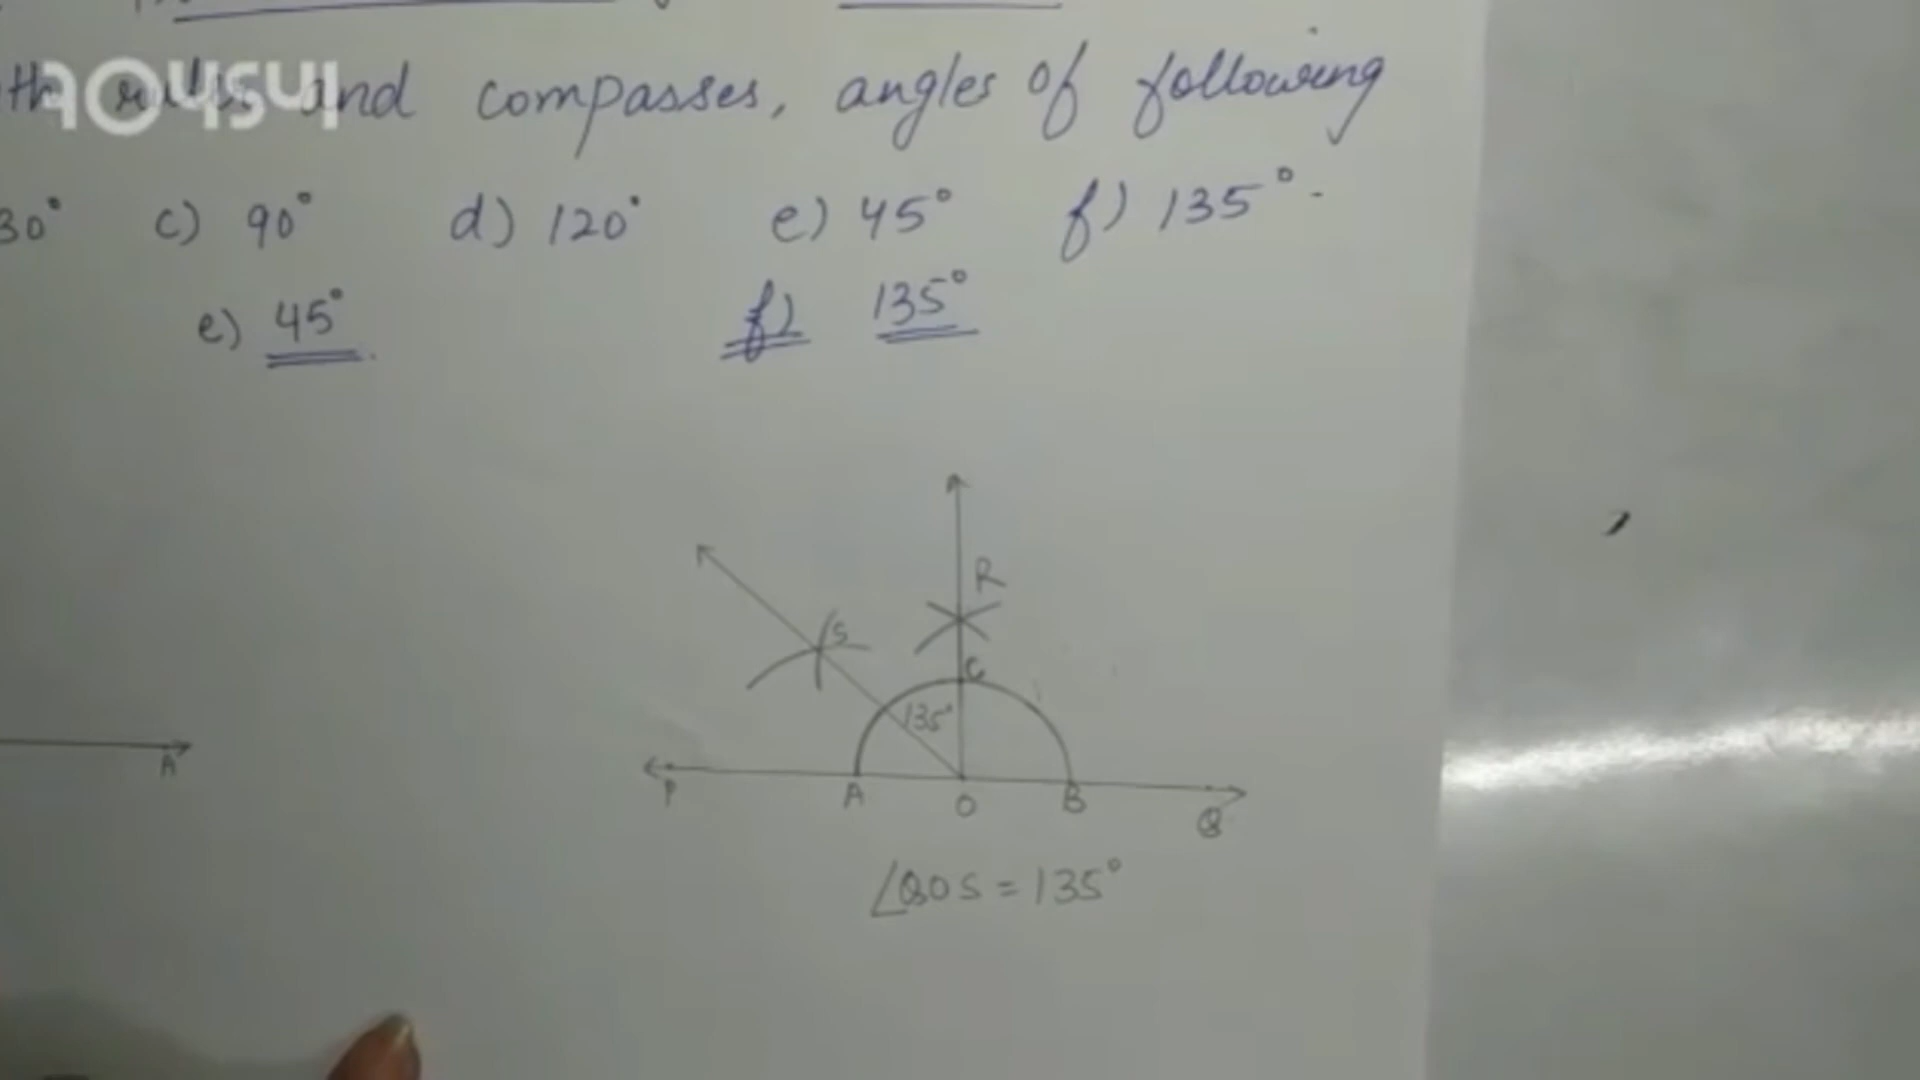 and compasses, angles of following
30° c) 90° d) 120° e) 45° f) 135°.
e) 45° f) 135°
R
S
C
135°
P A O B Q
A
∠QOS = 135°